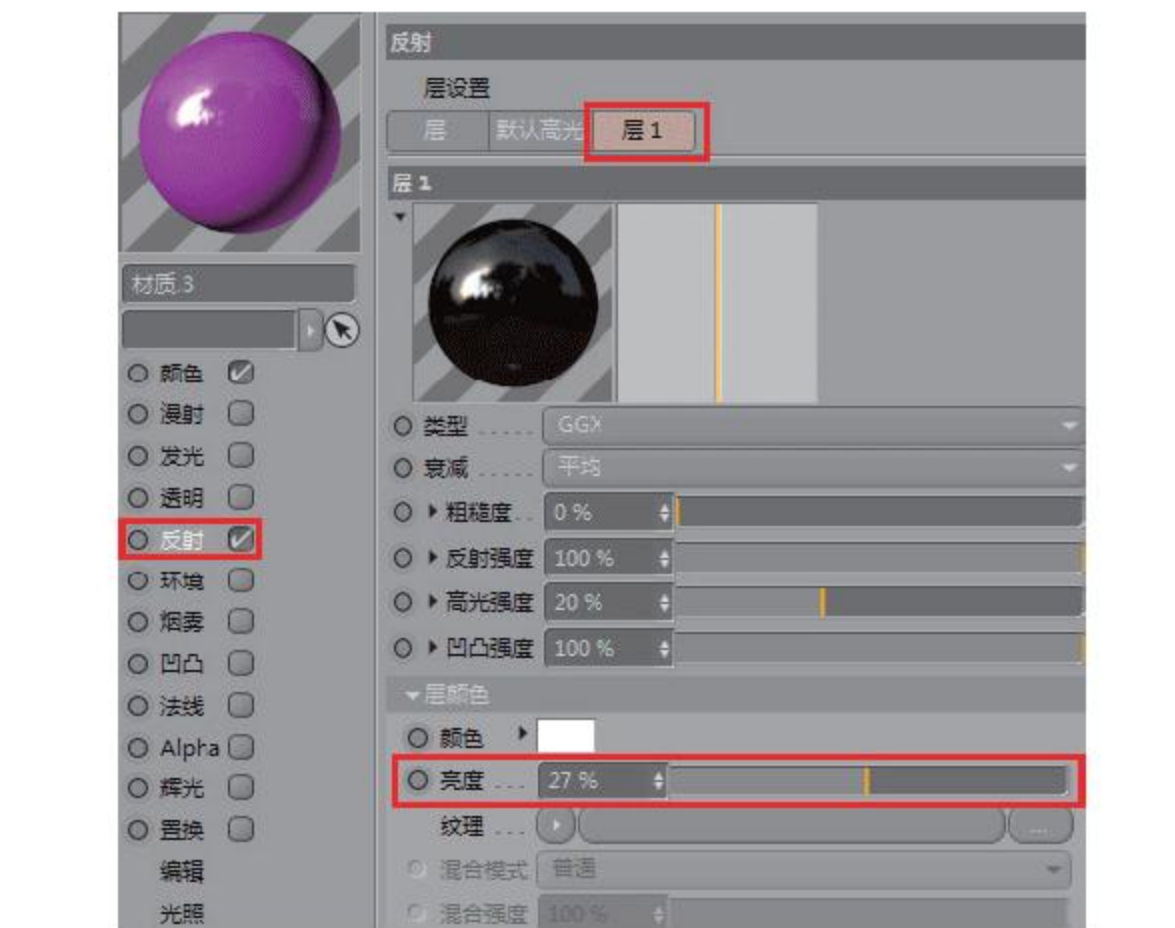 反射
层设置
层 默认高光 层 1
层 1
材质.3
颜色
漫射
发光
透明
反射
环境
烟雾
凹凸
法线
Alpha
辉光
置换
编辑
光照
类型 ..... GGX
衰减 ..... 平均
粗糙度.. 0 %
反射强度 100 %
高光强度 20 %
凹凸强度 100 %
层颜色
颜色
亮度 ... 27 %
纹理 .... ...
混合模式 普通
混合强度 100 %